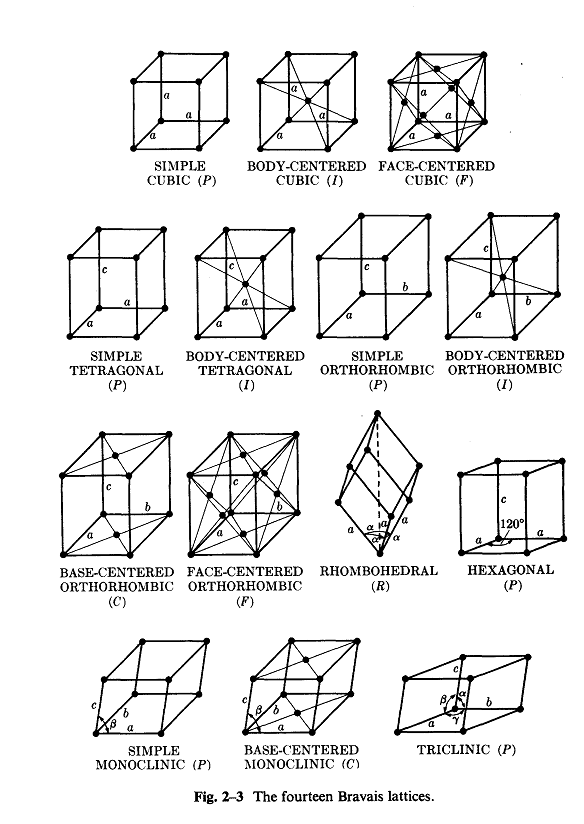 a a a
a a a
a a a
SIMPLE CUBIC (P)
BODY-CENTERED CUBIC (I)
FACE-CENTERED CUBIC (F)
c a a
c a a
c b a
c b a
SIMPLE TETRAGONAL (P)
BODY-CENTERED TETRAGONAL (I)
SIMPLE ORTHORHOMBIC (P)
BODY-CENTERED ORTHORHOMBIC (I)
c b a
c b a
a α a α α a
c 120° a a
BASE-CENTERED ORTHORHOMBIC (C)
FACE-CENTERED ORTHORHOMBIC (F)
RHOMBOHEDRAL (R)
HEXAGONAL (P)
c b β a
c β b a
c β α b a γ
SIMPLE MONOCLINIC (P)
BASE-CENTERED MONOCLINIC (C)
TRICLINIC (P)
Fig. 2–3 The fourteen Bravais lattices.